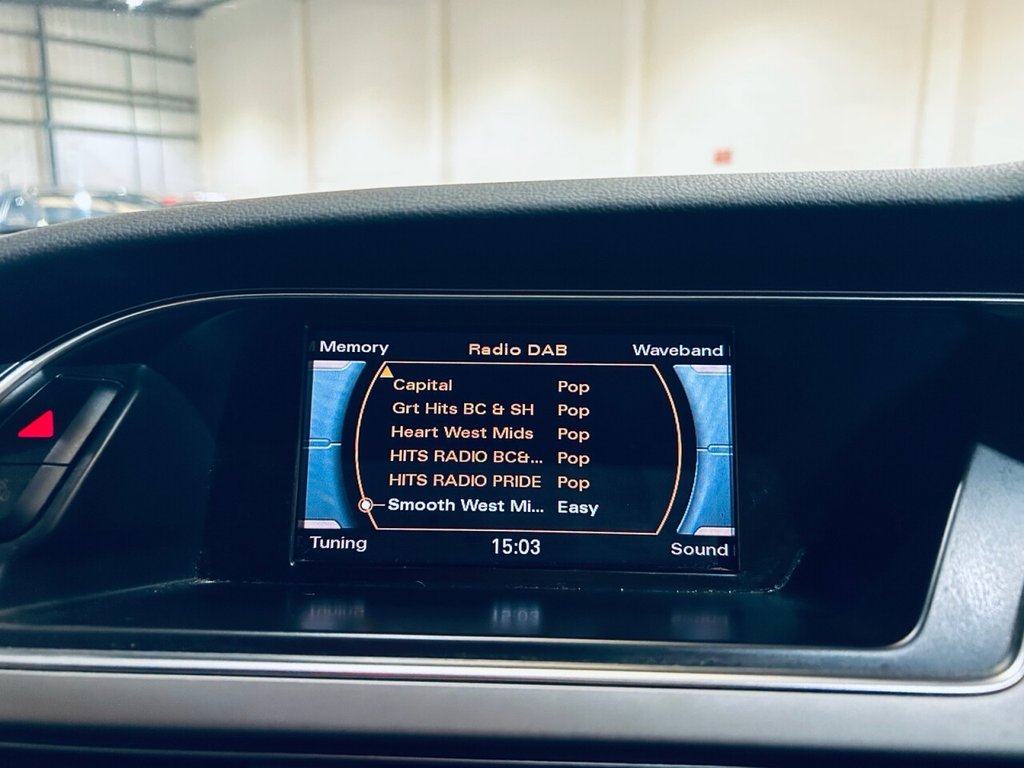 Memory Radio DAB Waveband
Capital Pop
Grt Hits BC & SH Pop
Heart West Mids Pop
HITS RADIO BC&... Pop
HITS RADIO PRIDE Pop
Smooth West Mi... Easy
Tuning 15:03 Sound